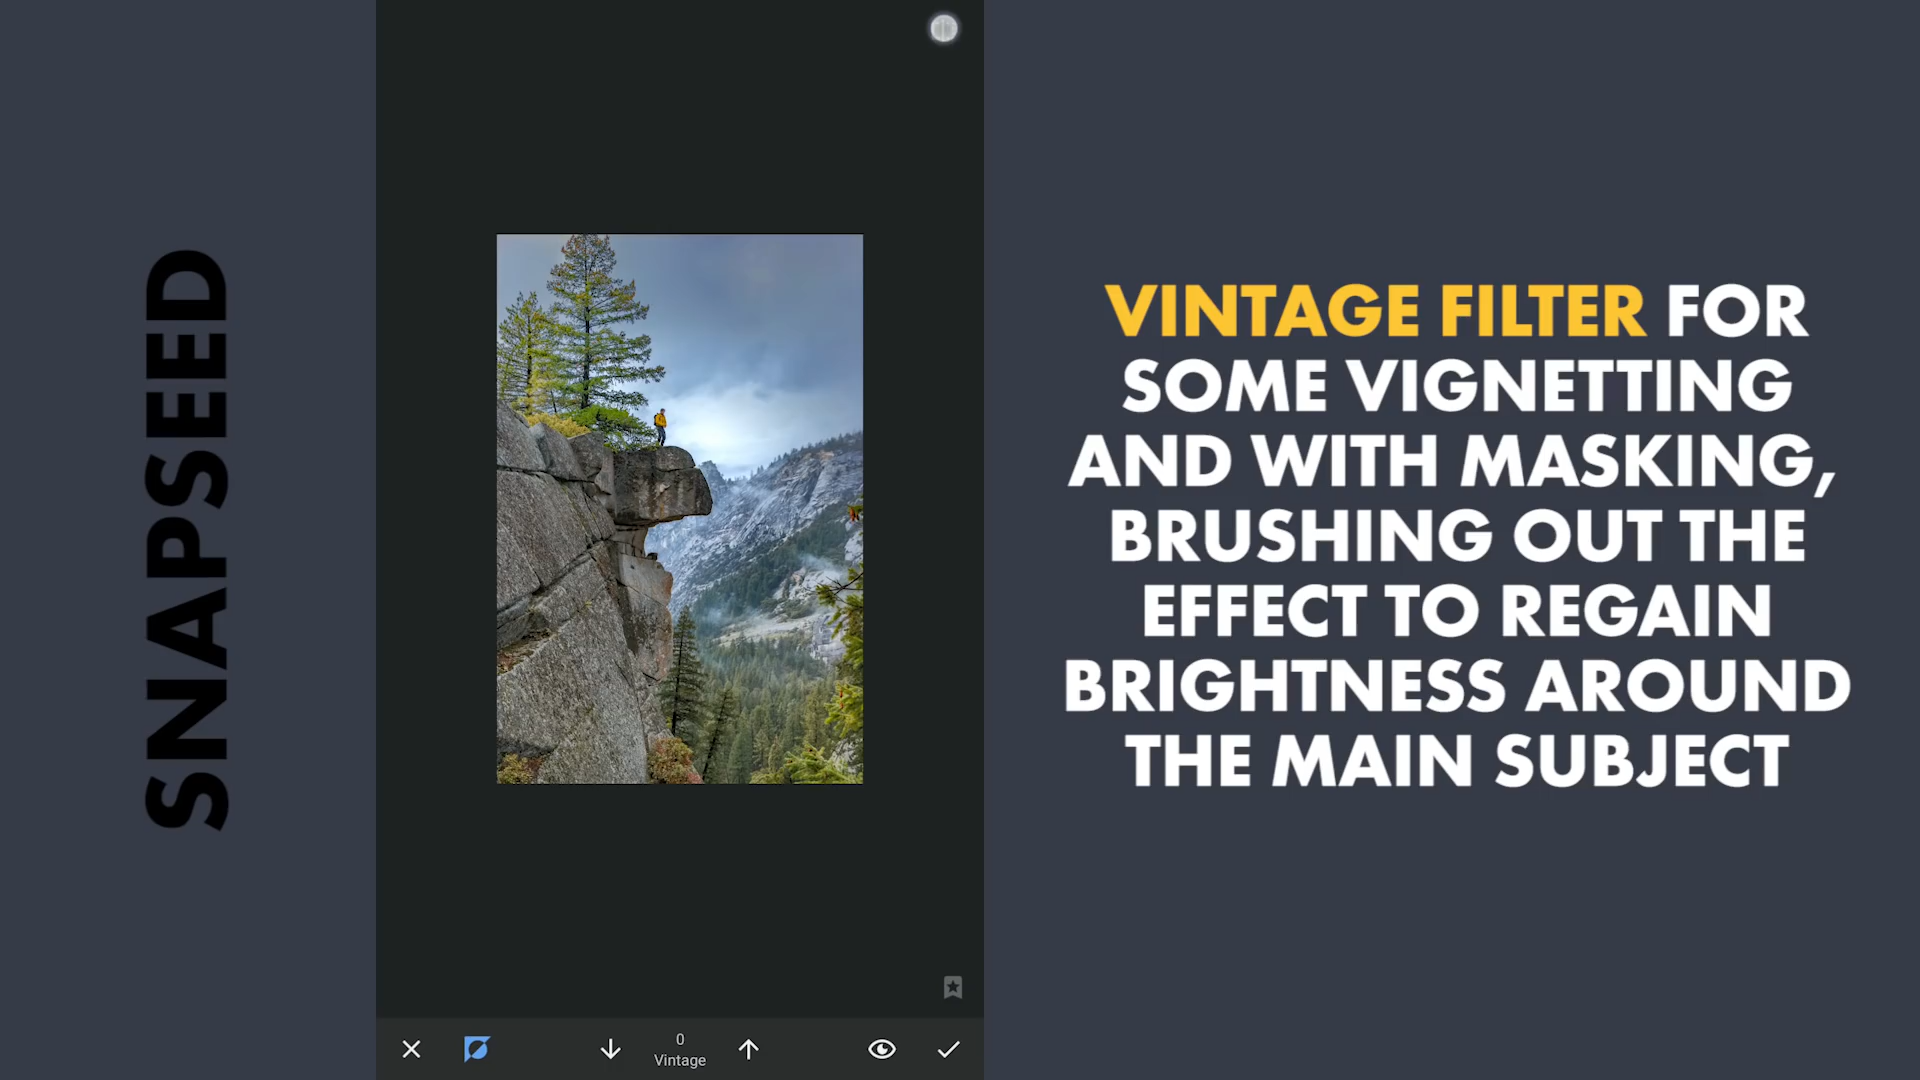 SNAPSEED
VINTAGE FILTER FOR
SOME VIGNETTING
AND WITH MASKING,
BRUSHING OUT THE
EFFECT TO REGAIN
BRIGHTNESS AROUND
THE MAIN SUBJECT
0
Vintage